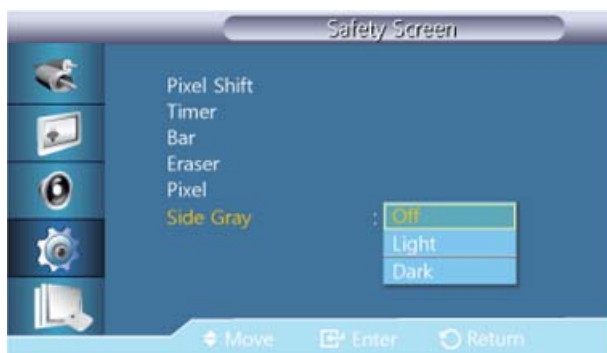 Safety Screen
Pixel Shift
Timer
Bar
Eraser
Pixel
Side Gray : Off
Light
Dark
Move Enter Return